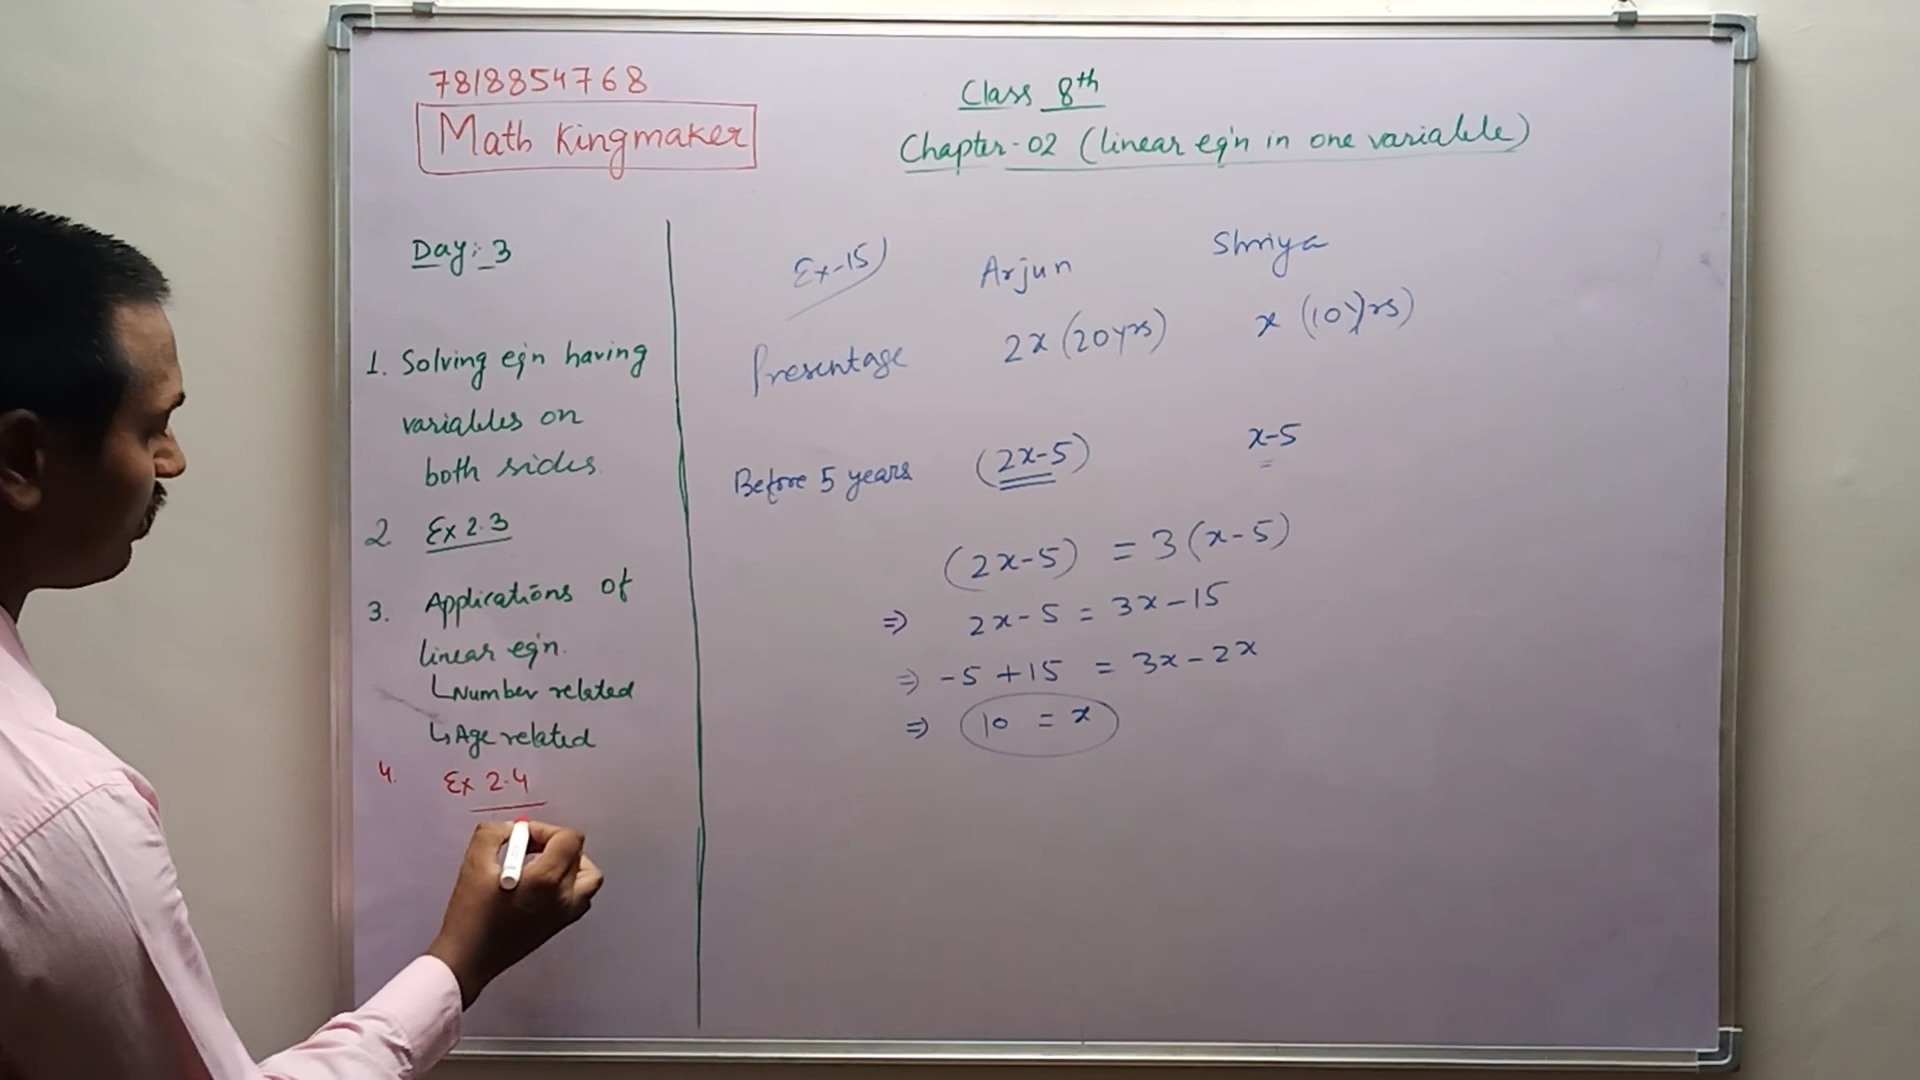 7818854768
Math Kingmaker
Class 8th
Chapter-02 (linear eq'n in one variable)
Day: 3
1. Solving eq'n having
variables on
both sides.
2 Ex 2.3
3. Applications of
linear eq'n.
Number related
Age related
4. Ex 2.4
Ex-15) Arjun Shriya
Present age 2x (20yrs) x (10yrs)
Before 5 years (2x-5) x-5
(2x-5) = 3(x-5)
⇒ 2x-5 = 3x-15
⇒ -5+15 = 3x-2x
⇒ 10 = x